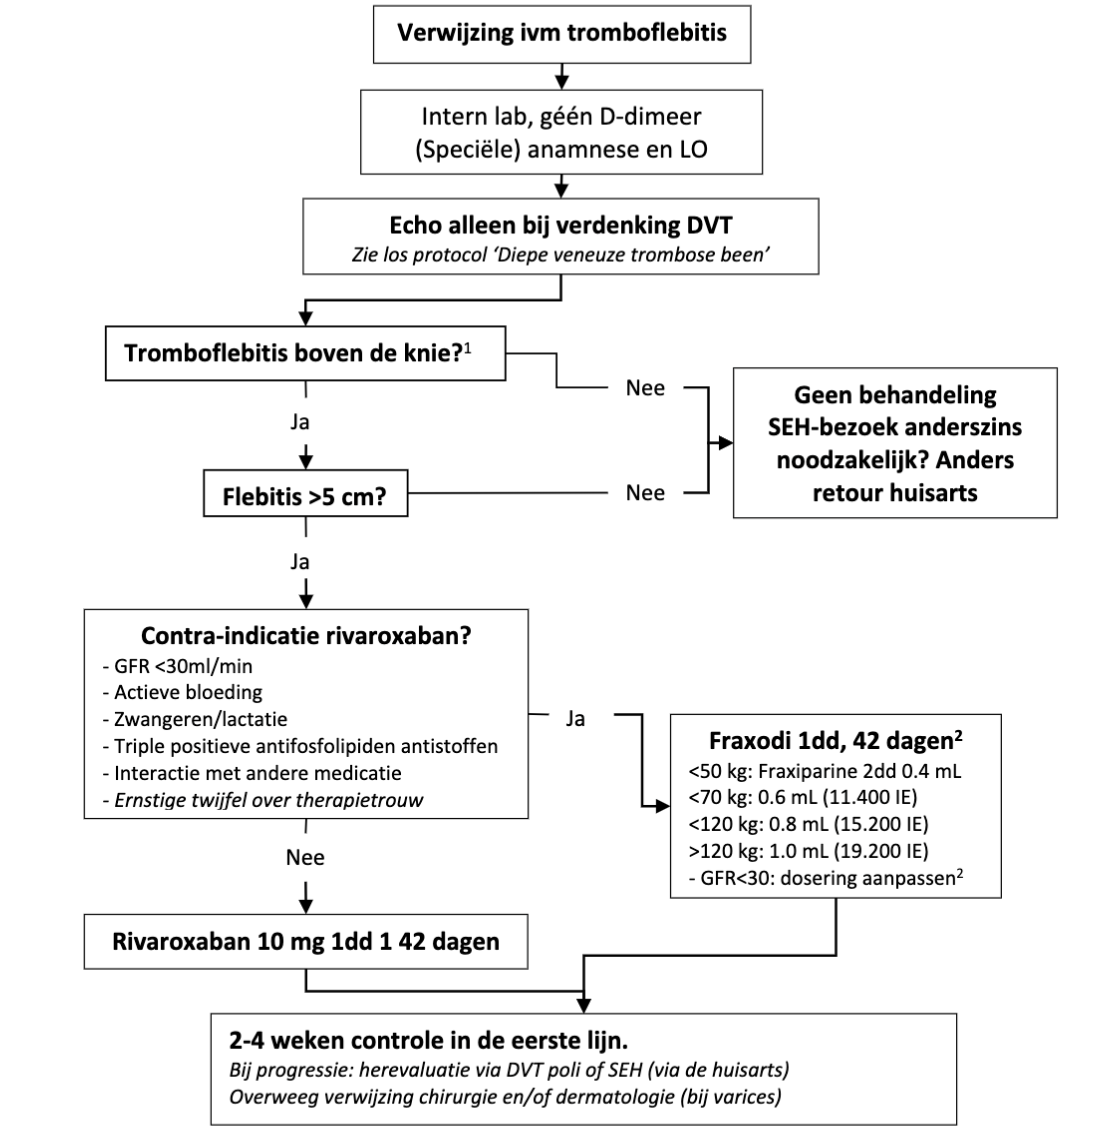 Verwijzing ivm tromboflebitis
Intern lab, géén D-dimeer
(Speciële) anamnese en LO
Echo alleen bij verdenking DVT
Zie los protocol ‘Diepe veneuze trombose been’
Tromboflebitis boven de knie?¹
Nee
Ja
Geen behandeling
SEH-bezoek anderszins
noodzakelijk? Anders
retour huisarts
Flebitis >5 cm?
Nee
Ja
Contra-indicatie rivaroxaban?
- GFR <30ml/min
- Actieve bloeding
- Zwangeren/lactatie
- Triple positieve antifosfolipiden antistoffen
- Interactie met andere medicatie
- Ernstige twijfel over therapietrouw
Ja
Fraxodi 1dd, 42 dagen²
<50 kg: Fraxiparine 2dd 0.4 mL
<70 kg: 0.6 mL (11.400 IE)
<120 kg: 0.8 mL (15.200 IE)
>120 kg: 1.0 mL (19.200 IE)
- GFR<30: dosering aanpassen²
Nee
Rivaroxaban 10 mg 1dd 1 42 dagen
2-4 weken controle in de eerste lijn.
Bij progressie: herevaluatie via DVT poli of SEH (via de huisarts)
Overweeg verwijzing chirurgie en/of dermatologie (bij varices)